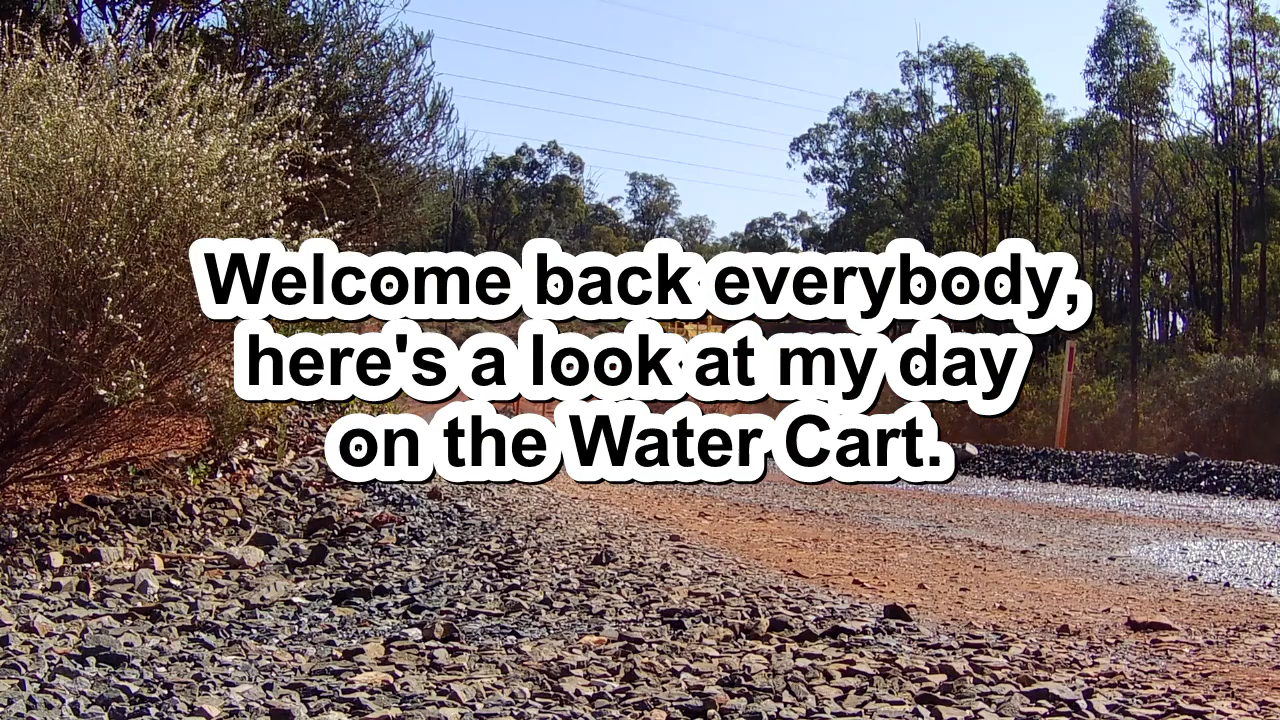 Welcome back everybody,
here's a look at my day
on the Water Cart.